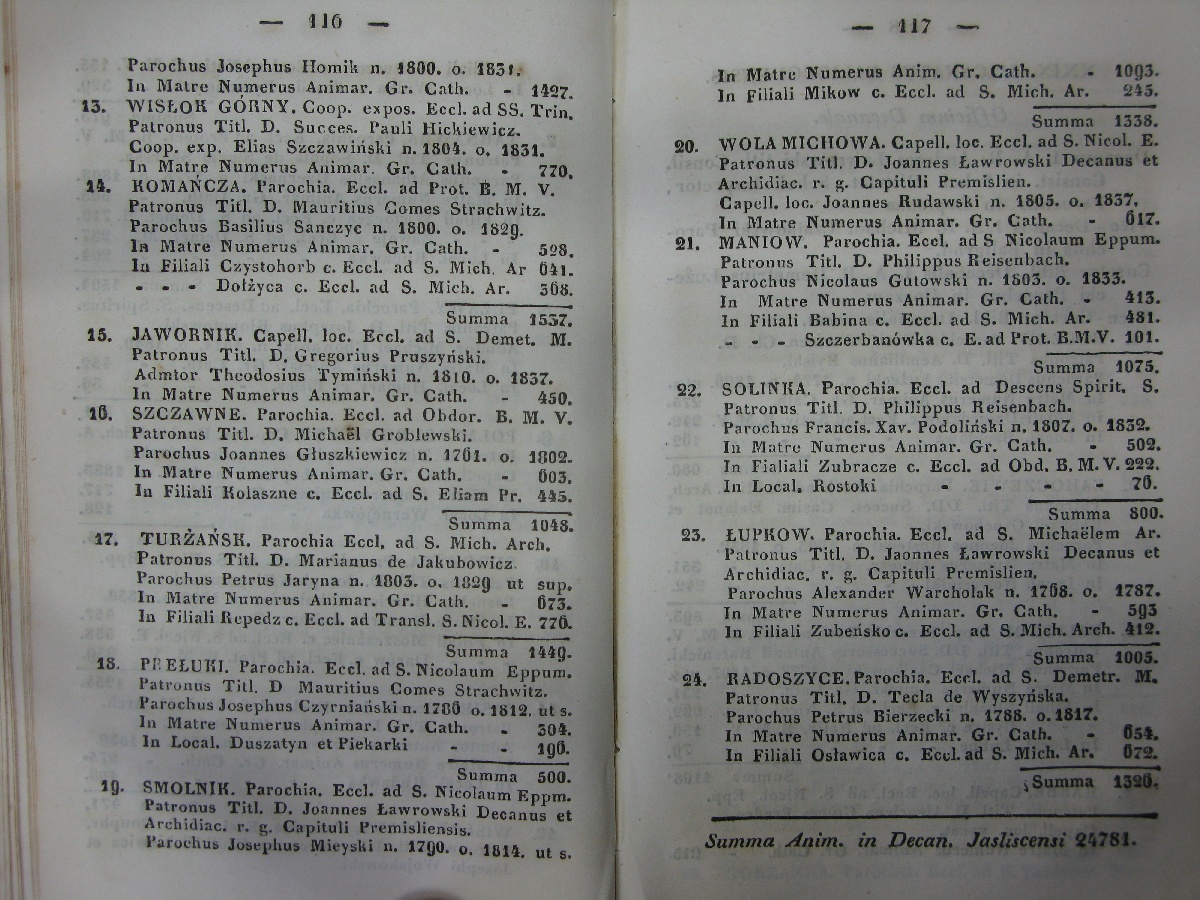 — 116 —
Parochus Josephus Homik n. 1800. o. 1831.
In Matre Numerus Animar. Gr. Cath. - 1427.
13. WISŁOK GÓRNY. Coop. expos. Eccl. ad SS. Trin.
Patronus Titl. D. Succes. Pauli Hickiewicz.
Coop. exp. Elias Szczawiński n. 1804. o. 1831.
In Matre Numerus Animar. Gr. Cath. - 770.
14. KOMAŃCZA. Parochia. Eccl. ad Prot. B. M. V.
Patronus Titl. D. Mauritius Comes Strachwitz.
Parochus Basilius Sanczyc n. 1800. o. 1829.
In Matre Numerus Animar. Gr. Cath. - 528.
In Filiali Czystohorb c. Eccl. ad S. Mich. Ar 641.
- - - Dołżyca c. Eccl. ad S. Mich. Ar. 368.
Summa 1537.
15. JAWORNIK. Capell. loc. Eccl. ad S. Demet. M.
Patronus Titl. D. Gregorius Pruszyński.
Admtor Theodosius Tymiński n. 1810. o. 1837.
In Matre Numerus Animar. Gr. Cath. - 450.
16. SZCZAWNE. Parochia. Eccl. ad Obdor. B. M. V.
Patronus Titl. D. Michaël Groblewski.
Parochus Joannes Głuszkiewicz n. 1761. o. 1802.
In Matre Numerus Animar. Gr. Cath. - 603.
In Filiali Kolaszne c. Eccl. ad S. Eliam Pr. 445.
Summa 1048.
17. TURŻAŃSK. Parochia Eccl. ad S. Mich. Arch.
Patronus Titl. D. Marianus de Jakubowicz.
Parochus Petrus Jaryna n. 1803. o. 1829 ut sup.
In Matre Numerus Animar. Gr. Cath. - 673.
In Filiali Repedz c. Eccl. ad Transl. S. Nicol. E. 776.
Summa 1449.
18. PREŁUKI. Parochia. Eccl. ad S. Nicolaum Eppum.
Patronus Titl. D Mauritius Comes Strachwitz.
Parochus Josephus Czyrniański n. 1786 o. 1812. ut s.
In Matre Numerus Animar. Gr. Cath. - 304.
In Local. Duszatyn et Piekarki - - 196.
Summa 500.
19. SMOLNIK. Parochia. Eccl. ad S. Nicolaum Eppm.
Patronus Titl. D. Joannes Ławrowski Decanus et
Archidiac. r. g. Capituli Premisliensis.
Parochus Josephus Mieyski n. 1790. o. 1814. ut s.
— 117 —
In Matre Numerus Anim. Gr. Cath. - 1093.
In Filiali Mikow c. Eccl. ad S. Mich. Ar. 245.
Summa 1338.
20. WOLA MICHOWA. Capell. loc. Eccl. ad S. Nicol. E.
Patronus Titl. D. Joannes Ławrowski Decanus et
Archidiac. r. g. Capituli Premislien.
Capell. loc. Joannes Rudawski n. 1805. o. 1837.
In Matre Numerus Animar. Gr. Cath. - 617.
21. MANIOW. Parochia. Eccl. ad S Nicolaum Eppum.
Patronus Titl. D. Philippus Reisenbach.
Parochus Nicolaus Gutowski n. 1803. o. 1833.
In Matre Numerus Animar. Gr. Cath. - 413.
In Filiali Babina c. Eccl. ad S. Mich. Ar. 481.
- - - Szczerbanówka c. E. ad Prot. B.M.V. 101.
Summa 1075.
22. SOLINKA. Parochia. Eccl. ad Descens Spirit. S.
Patronus Titl. D. Philippus Reisenbach.
Parochus Francis. Xav. Podoliński n. 1807. o. 1832.
In Matre Numerus Animar. Gr. Cath. - 502.
In Fialiali Zubracze c. Eccl. ad Obd. B. M. V. 222.
In Local. Rostoki - - - - 76.
Summa 800.
23. ŁUPKOW. Parochia. Eccl. ad S. Michaëlem Ar.
Patronus Titl. D. Jaonnes Ławrowski Decanus et
Archidiac. r. g. Capituli Premislien.
Parochus Alexander Warcholak n. 1768. o. 1787.
In Matre Numerus Animar. Gr. Cath. - 593
In Filiali Zubeńsko c. Eccl. ad S. Mich. Arch. 412.
Summa 1005.
24. RADOSZYCE. Parochia. Eccl. ad S. Demetr. M.
Patronus Titl. D. Tecla de Wyszyńska.
Parochus Petrus Bierzecki n. 1788. o. 1817.
In Matre Numerus Animar. Gr. Cath. - 654.
In Filiali Osławica c. Eccl. ad S. Mich. Ar. 672.
Summa 1326.
Summa Anim. in Decan. Jasliscensi 24781.